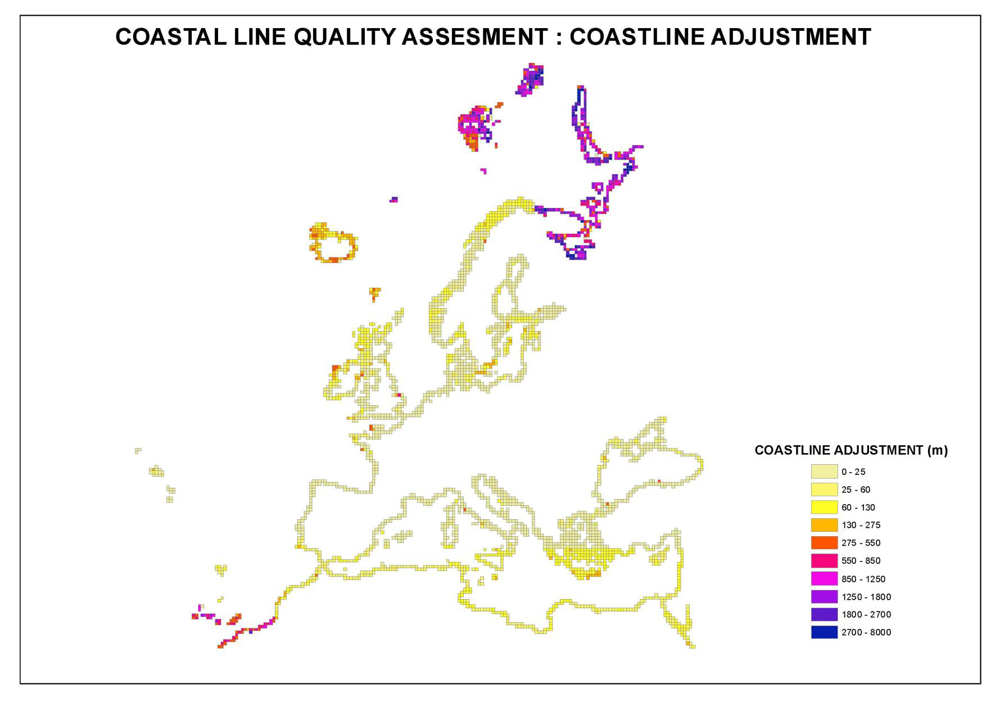 COASTAL LINE QUALITY ASSESMENT : COASTLINE ADJUSTMENT
COASTLINE ADJUSTMENT (m)
0 - 25
25 - 60
60 - 130
130 - 275
275 - 550
550 - 850
850 - 1250
1250 - 1800
1800 - 2700
2700 - 8000